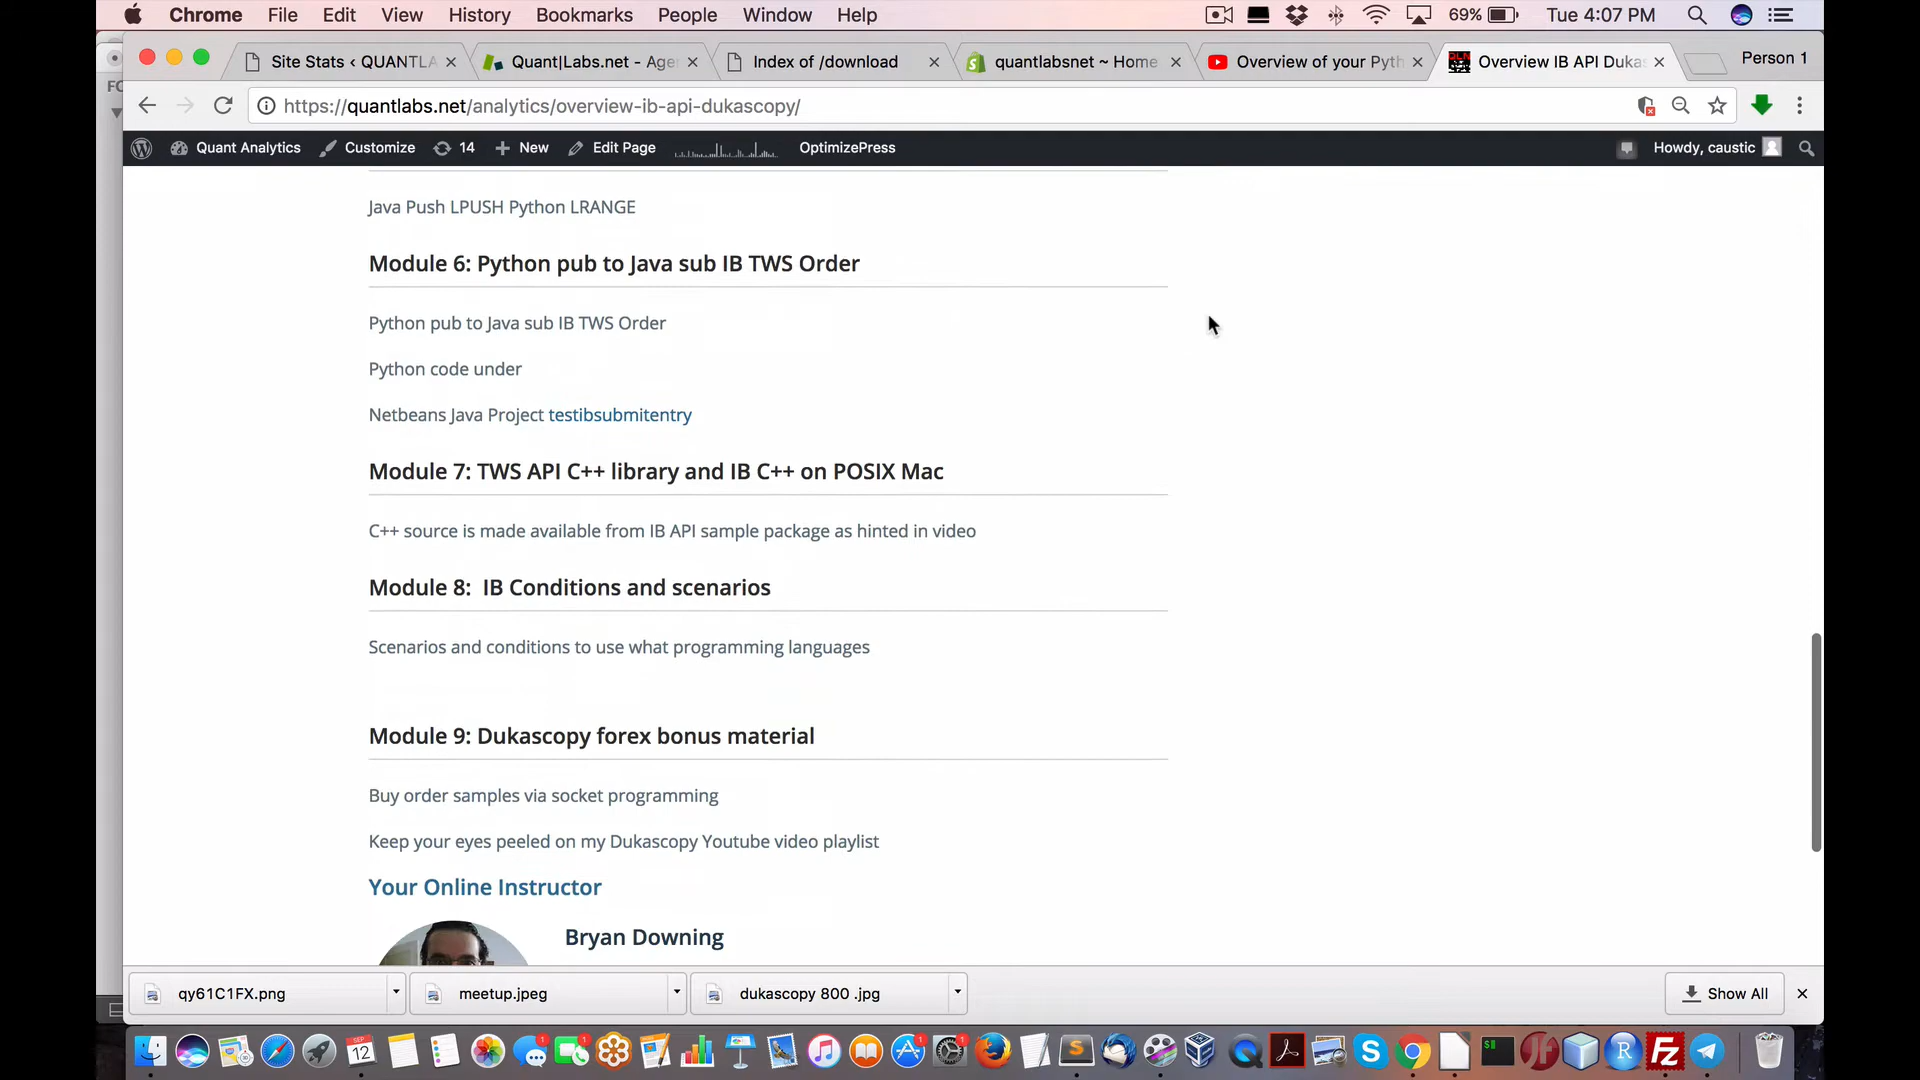 Chrome File Edit View History Bookmarks People Window Help 69% Tue 4:07 PM
Site Stats ‹ QUANTLA Quant|Labs.net - Age Index of /download quantlabsnet ~ Home Overview of your Pyth Overview IB API Dukas Person 1
https://quantlabs.net/analytics/overview-ib-api-dukascopy/
Quant Analytics Customize 14 New Edit Page OptimizePress Howdy, caustic
Java Push LPUSH Python LRANGE
Module 6: Python pub to Java sub IB TWS Order
Python pub to Java sub IB TWS Order
Python code under
Netbeans Java Project testibsubmitentry
Module 7: TWS API C++ library and IB C++ on POSIX Mac
C++ source is made available from IB API sample package as hinted in video
Module 8: IB Conditions and scenarios
Scenarios and conditions to use what programming languages
Module 9: Dukascopy forex bonus material
Buy order samples via socket programming
Keep your eyes peeled on my Dukascopy Youtube video playlist
Your Online Instructor
Bryan Downing
qy61C1FX.png meetup.jpeg dukascopy 800 .jpg Show All
SEP 12